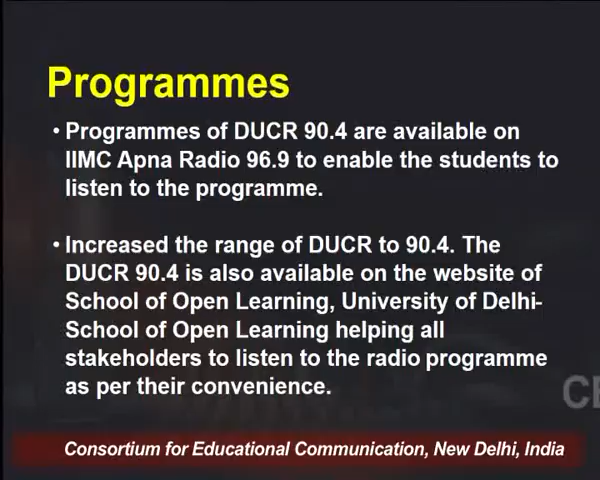 Programmes
• Programmes of DUCR 90.4 are available on
IIMC Apna Radio 96.9 to enable the students to
listen to the programme.
• Increased the range of DUCR to 90.4. The
DUCR 90.4 is also available on the website of
School of Open Learning, University of Delhi-
School of Open Learning helping all
stakeholders to listen to the radio programme
as per their convenience.
Consortium for Educational Communication, New Delhi, India